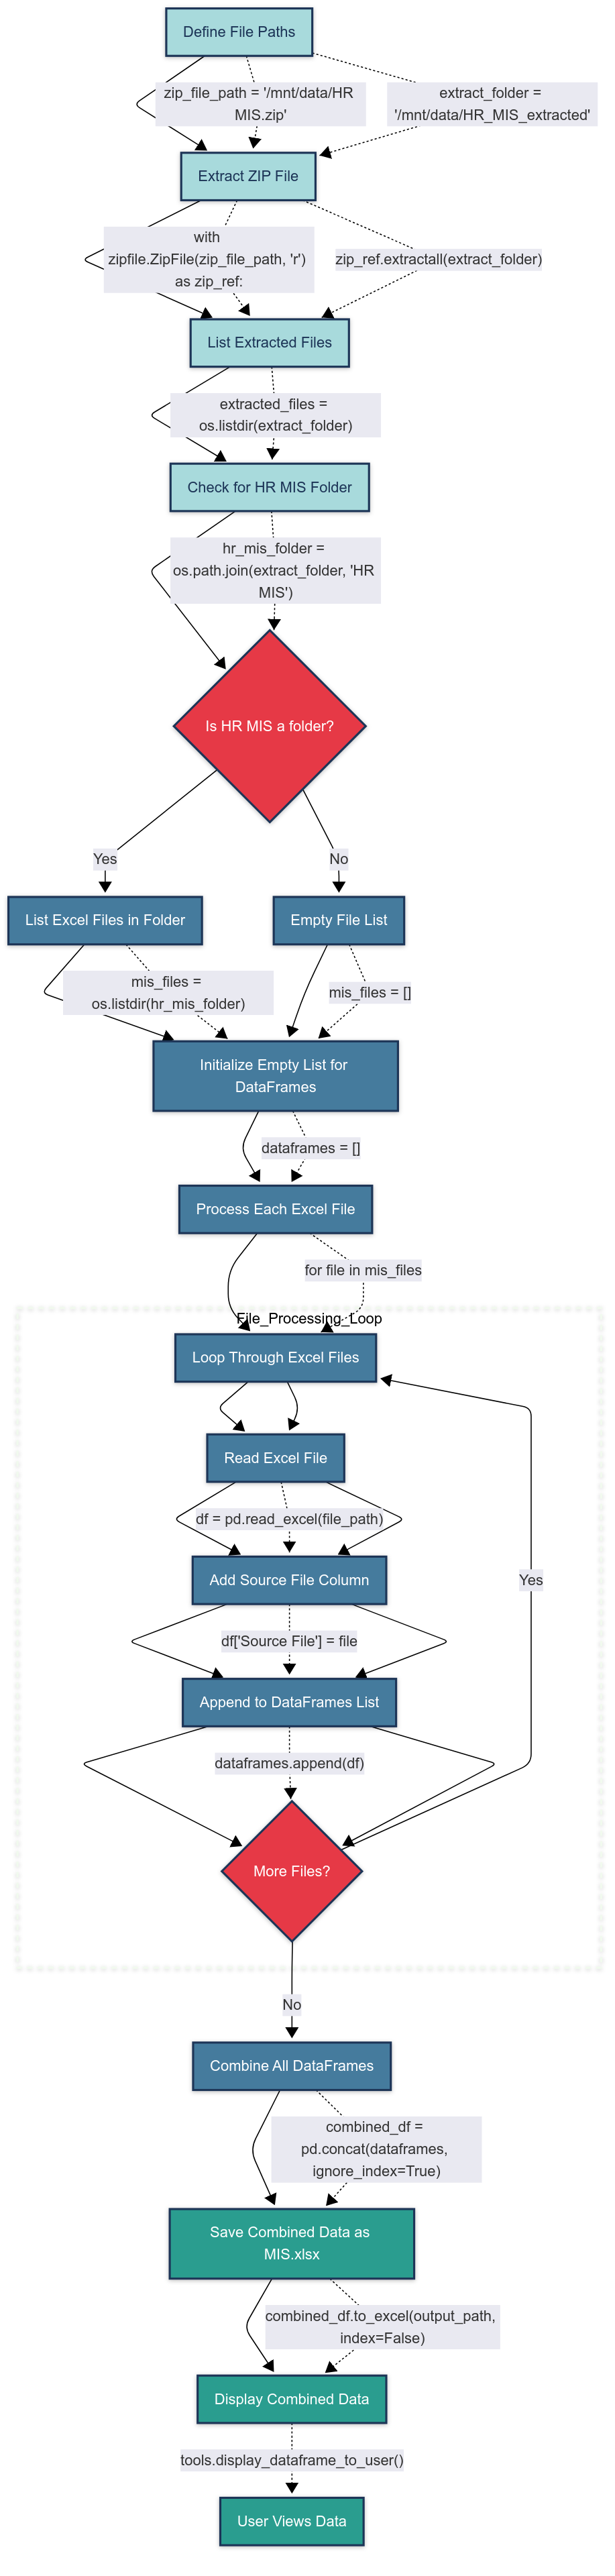 Define File Paths
zip_file_path = '/mnt/data/HR
MIS.zip'
extract_folder =
'/mnt/data/HR_MIS_extracted'
Extract ZIP File
with
zipfile.ZipFile(zip_file_path, 'r')
as zip_ref:
zip_ref.extractall(extract_folder)
List Extracted Files
extracted_files =
os.listdir(extract_folder)
Check for HR MIS Folder
hr_mis_folder =
os.path.join(extract_folder, 'HR
MIS')
Is HR MIS a folder?
Yes
No
List Excel Files in Folder
Empty File List
mis_files =
os.listdir(hr_mis_folder)
mis_files = []
Initialize Empty List for
DataFrames
dataframes = []
Process Each Excel File
for file in mis_files
File_Processing_Loop
Loop Through Excel Files
Read Excel File
df = pd.read_excel(file_path)
Add Source File Column
Yes
df['Source File'] = file
Append to DataFrames List
dataframes.append(df)
More Files?
No
Combine All DataFrames
combined_df =
pd.concat(dataframes,
ignore_index=True)
Save Combined Data as
MIS.xlsx
combined_df.to_excel(output_path,
index=False)
Display Combined Data
tools.display_dataframe_to_user()
User Views Data